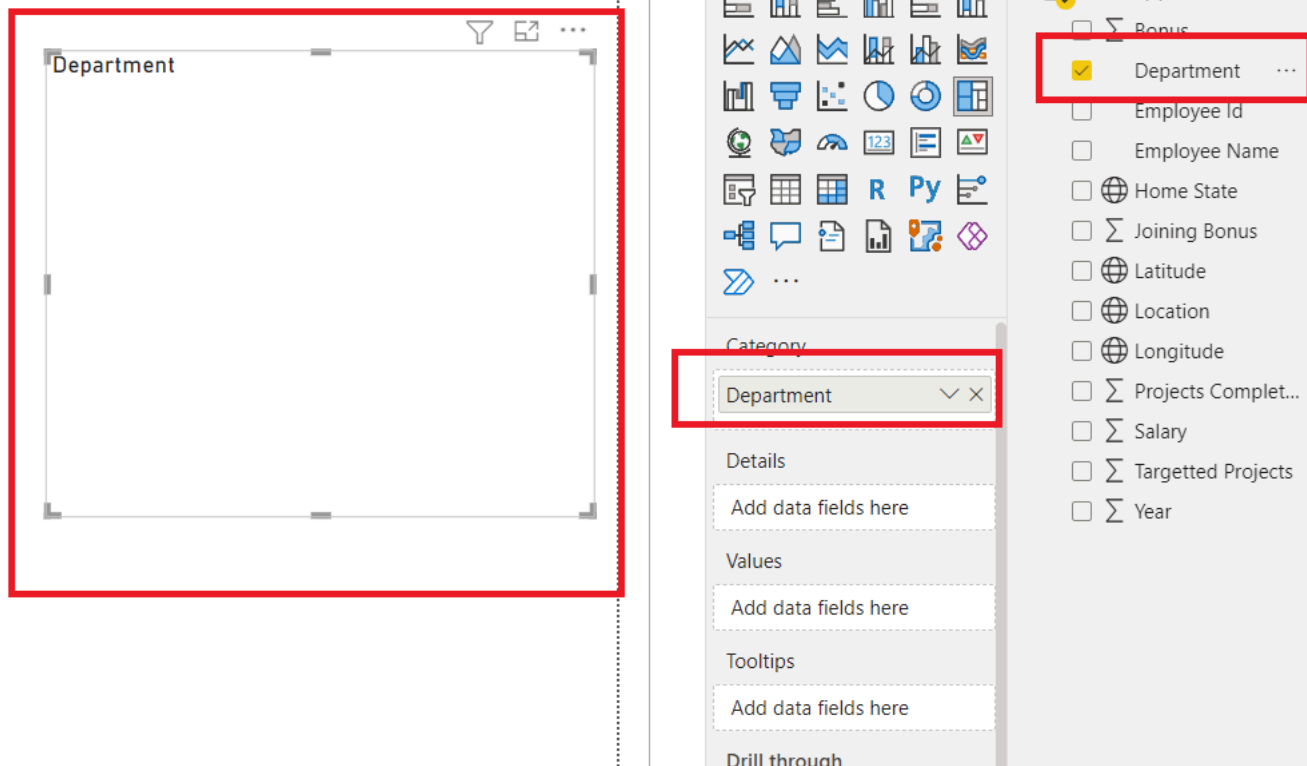 Department
123
R
Py
Category
Department
Details
Add data fields here
Values
Add data fields here
Tooltips
Add data fields here
Drill through
Bonus
Department
Employee Id
Employee Name
Home State
Joining Bonus
Latitude
Location
Longitude
Projects Complet...
Salary
Targetted Projects
Year